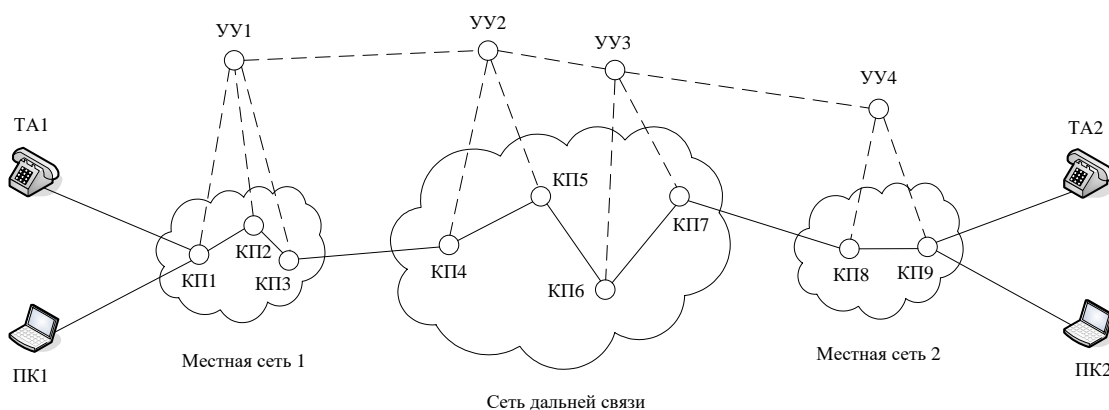 УУ1
УУ2
УУ3
УУ4
ТА1
ТА2
КП1
КП2
КП3
КП4
КП5
КП6
КП7
КП8
КП9
ПК1
Местная сеть 1
Местная сеть 2
ПК2
Сеть дальней связи